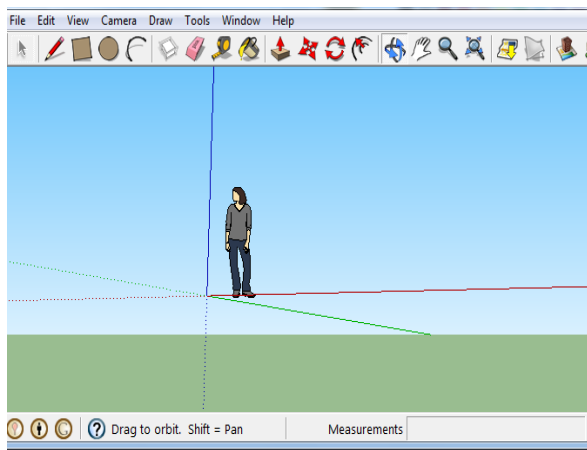 File Edit View Camera Draw Tools Window Help
Drag to orbit. Shift = Pan Measurements